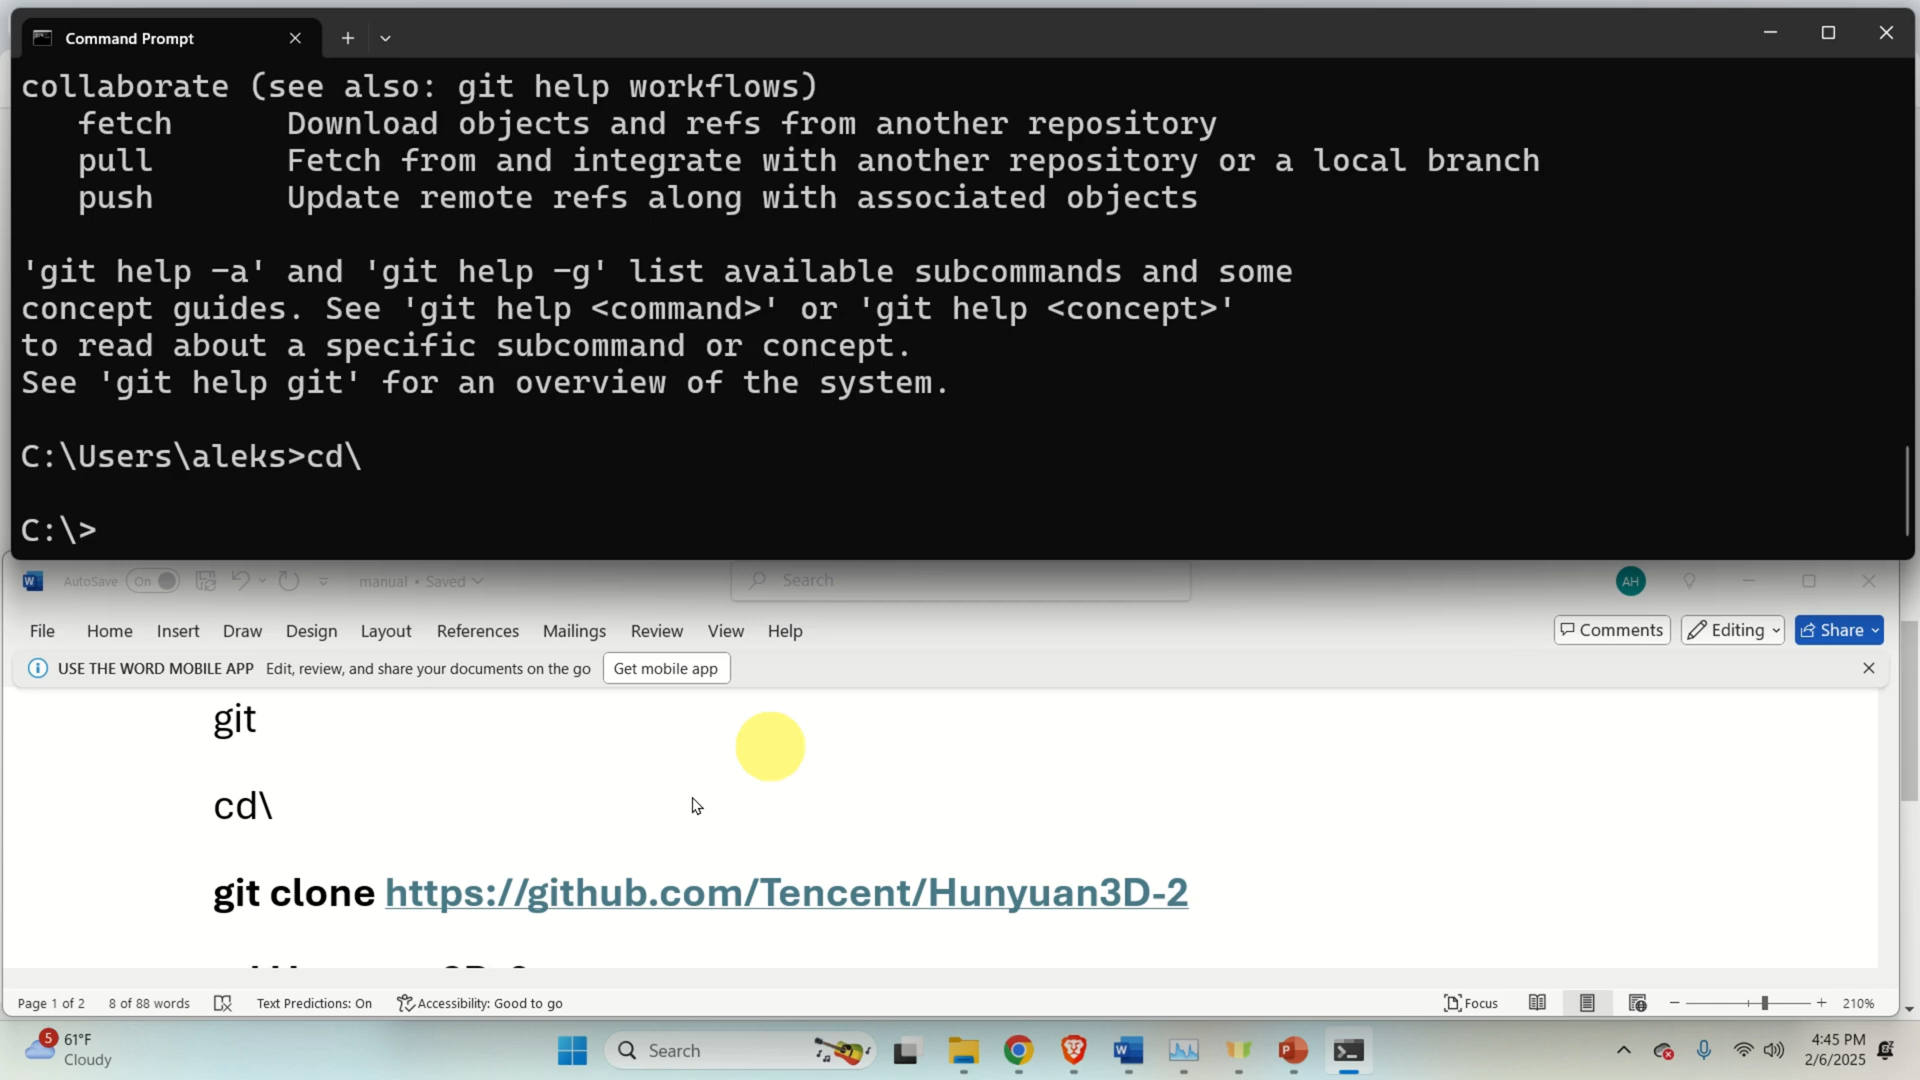 Command Prompt
collaborate (see also: git help workflows)
fetch Download objects and refs from another repository
pull Fetch from and integrate with another repository or a local branch
push Update remote refs along with associated objects
'git help -a' and 'git help -g' list available subcommands and some
concept guides. See 'git help <command>' or 'git help <concept>'
to read about a specific subcommand or concept.
See 'git help git' for an overview of the system.
C:\Users\aleks>cd\
C:\>
AutoSave On manual • Saved Search AH
File Home Insert Draw Design Layout References Mailings Review View Help Comments Editing Share
USE THE WORD MOBILE APP Edit, review, and share your documents on the go Get mobile app
git
cd\
git clone https://github.com/Tencent/Hunyuan3D-2
Page 1 of 2 8 of 88 words Text Predictions: On Accessibility: Good to go Focus 210%
5 61°F
Cloudy
Search
4:45 PM
2/6/2025